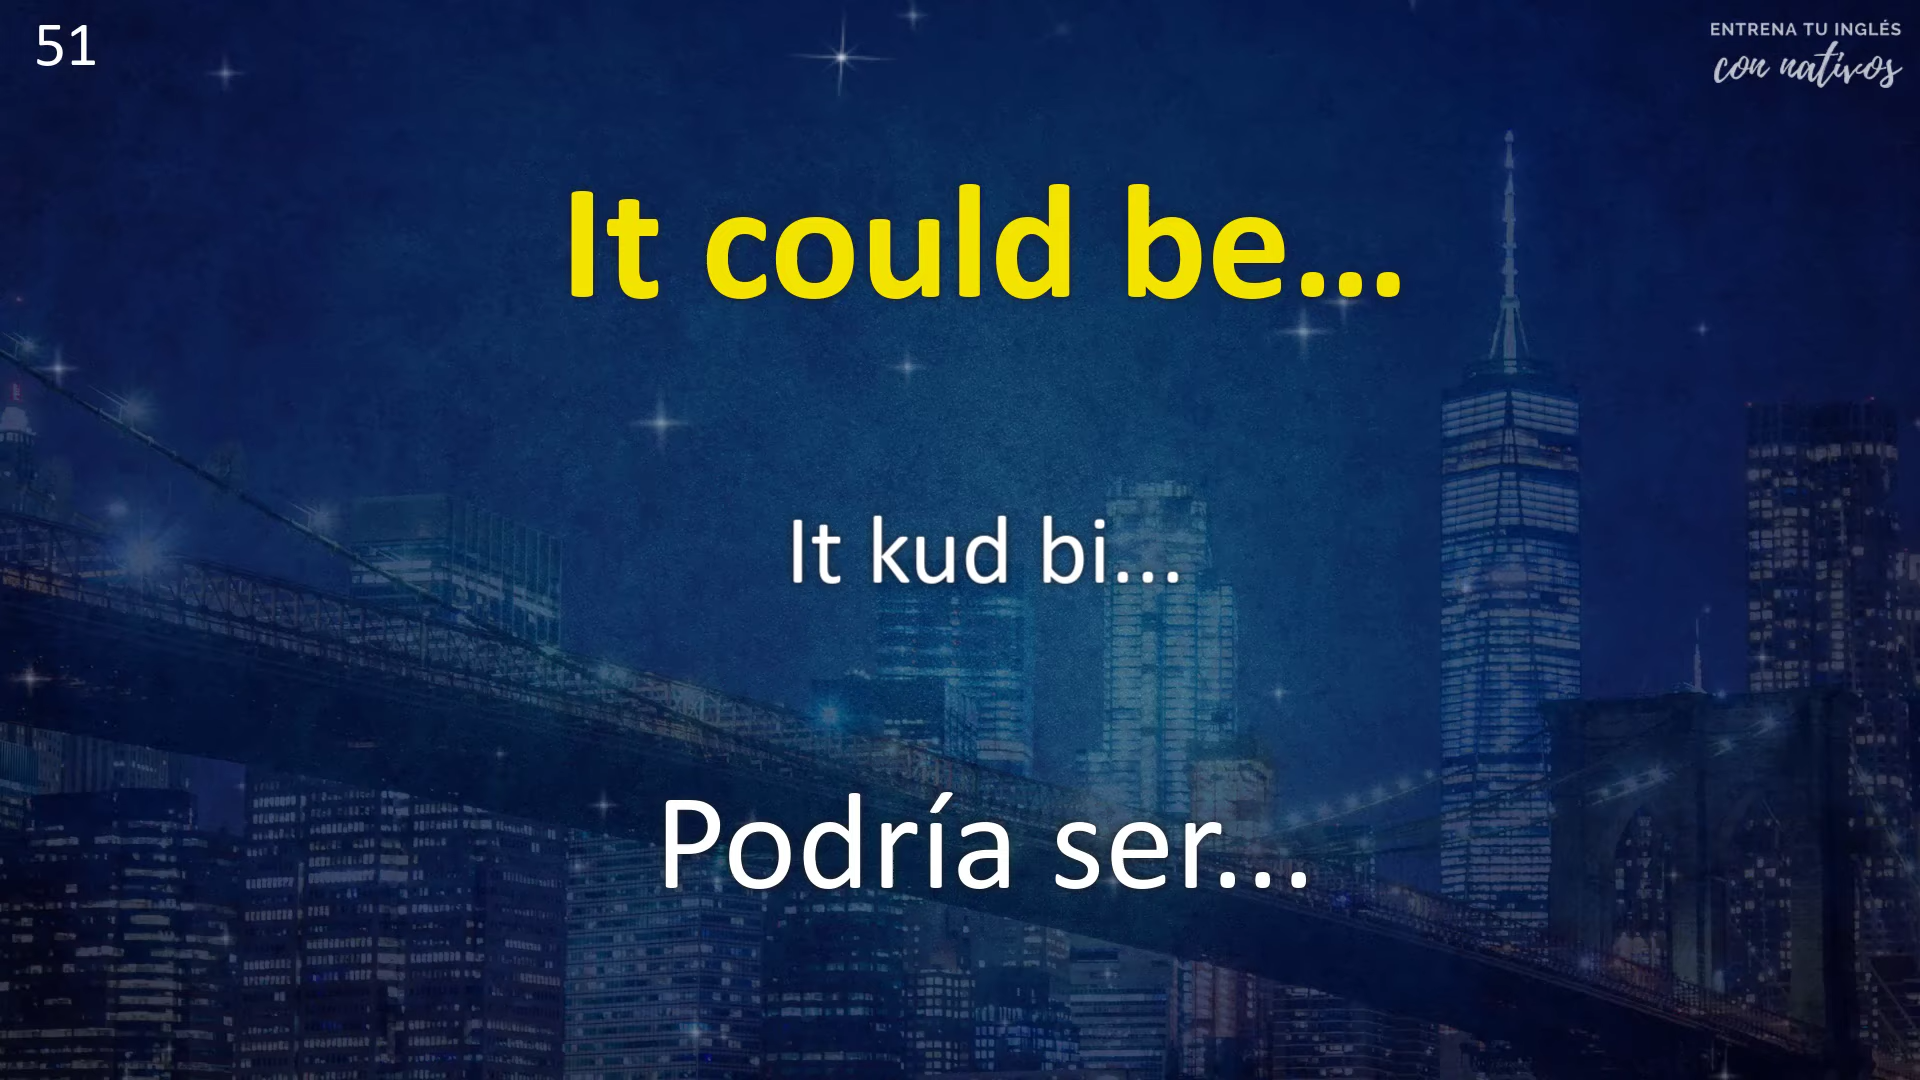 51
ENTRENA TU INGLÉS
con nativos
It could be...
It kud bi...
Podría ser...